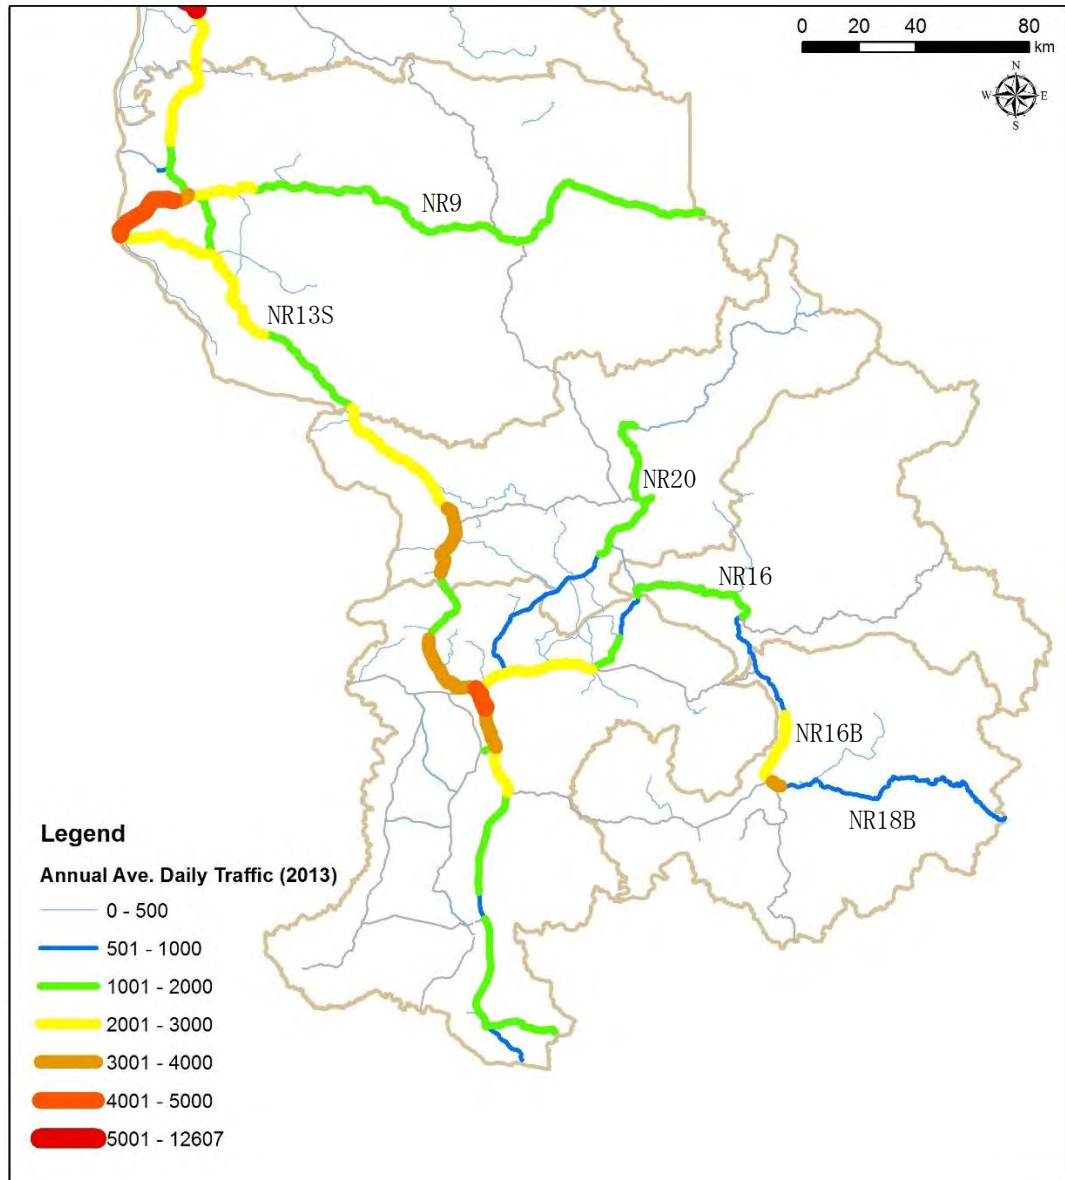 0 20 40 80
km
N
W E
S
NR9
NR13S
NR20
NR16
NR16B
NR18B
Legend
Annual Ave. Daily Traffic (2013)
0 - 500
501 - 1000
1001 - 2000
2001 - 3000
3001 - 4000
4001 - 5000
5001 - 12607